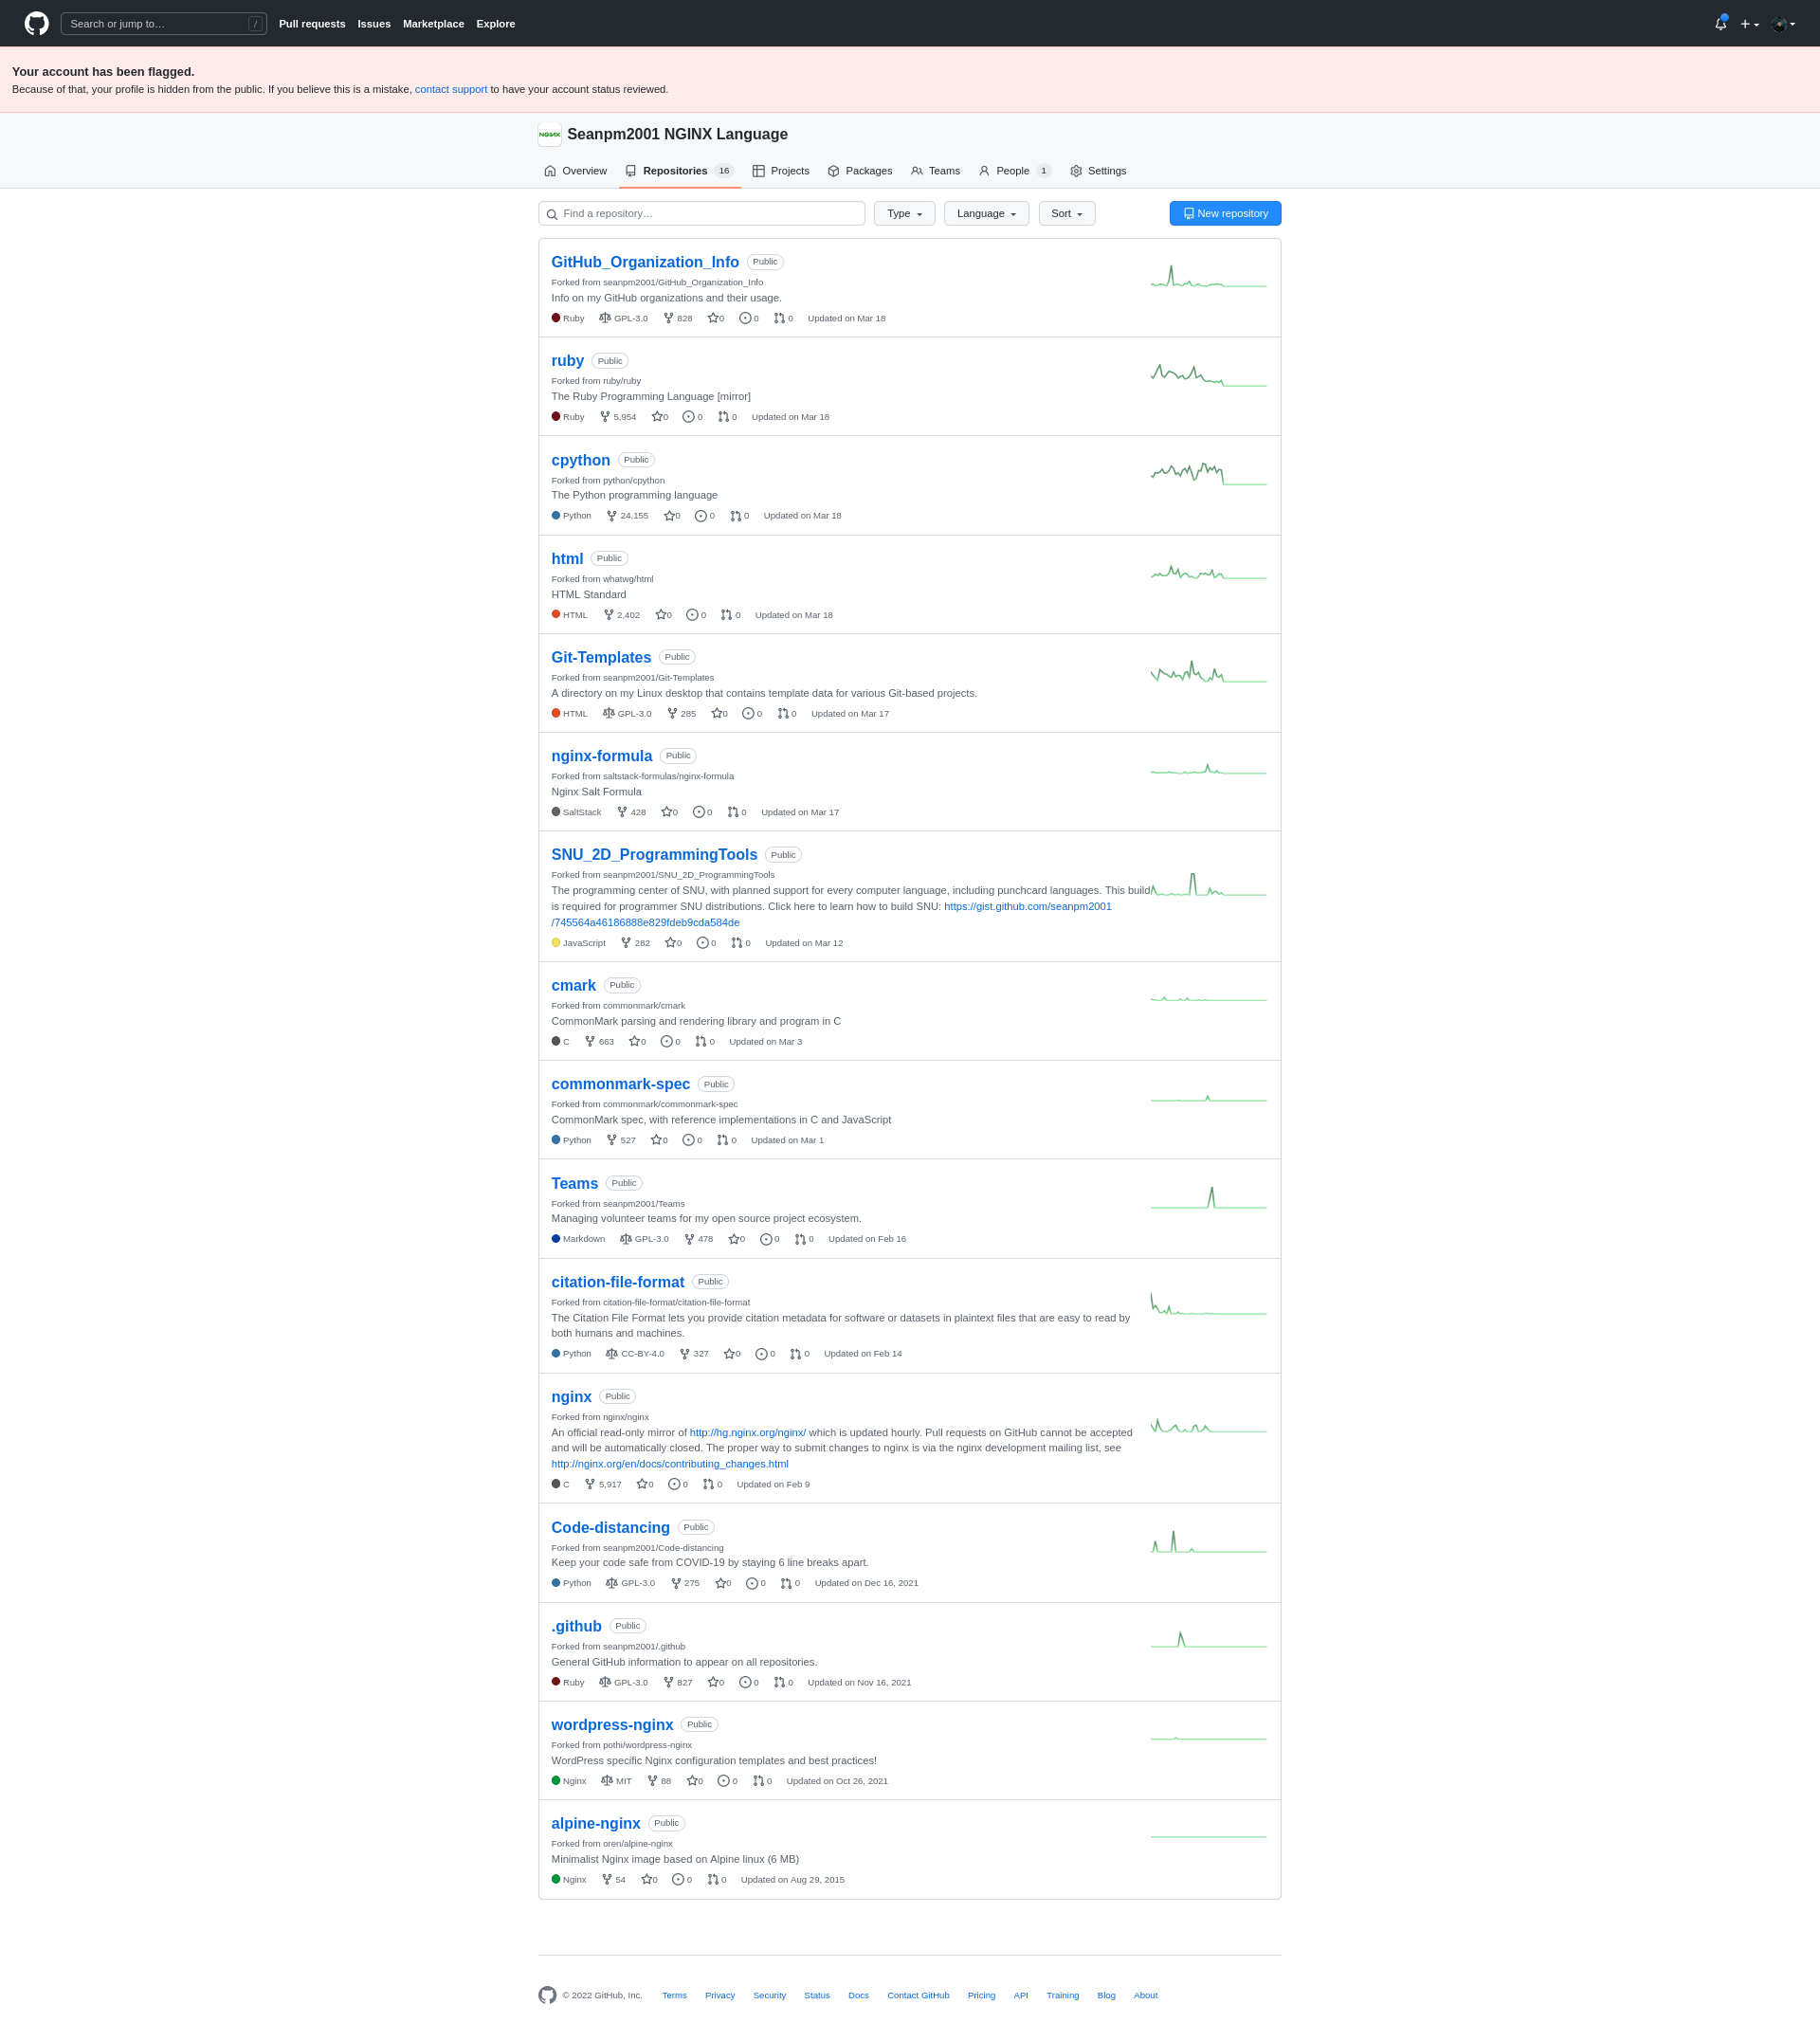 Search or jump to… /
Pull requests Issues Marketplace Explore
Your account has been flagged.
Because of that, your profile is hidden from the public. If you believe this is a mistake, contact support to have your account status reviewed.
NGINX Seanpm2001 NGINX Language
Overview Repositories 16 Projects Packages Teams People 1 Settings
Find a repository… Type Language Sort New repository
GitHub_Organization_Info Public
Forked from seanpm2001/GitHub_Organization_Info
Info on my GitHub organizations and their usage.
Ruby GPL-3.0 828 0 0 0 Updated on Mar 18
ruby Public
Forked from ruby/ruby
The Ruby Programming Language [mirror]
Ruby 5,954 0 0 0 Updated on Mar 18
cpython Public
Forked from python/cpython
The Python programming language
Python 24,155 0 0 0 Updated on Mar 18
html Public
Forked from whatwg/html
HTML Standard
HTML 2,402 0 0 0 Updated on Mar 18
Git-Templates Public
Forked from seanpm2001/Git-Templates
A directory on my Linux desktop that contains template data for various Git-based projects.
HTML GPL-3.0 285 0 0 0 Updated on Mar 17
nginx-formula Public
Forked from saltstack-formulas/nginx-formula
Nginx Salt Formula
SaltStack 428 0 0 0 Updated on Mar 17
SNU_2D_ProgrammingTools Public
Forked from seanpm2001/SNU_2D_ProgrammingTools
The programming center of SNU, with planned support for every computer language, including punchcard languages. This build
is required for programmer SNU distributions. Click here to learn how to build SNU: https://gist.github.com/seanpm2001
/745564a46186888e829fdeb9cda584de
JavaScript 282 0 0 0 Updated on Mar 12
cmark Public
Forked from commonmark/cmark
CommonMark parsing and rendering library and program in C
C 663 0 0 0 Updated on Mar 3
commonmark-spec Public
Forked from commonmark/commonmark-spec
CommonMark spec, with reference implementations in C and JavaScript
Python 527 0 0 0 Updated on Mar 1
Teams Public
Forked from seanpm2001/Teams
Managing volunteer teams for my open source project ecosystem.
Markdown GPL-3.0 478 0 0 0 Updated on Feb 16
citation-file-format Public
Forked from citation-file-format/citation-file-format
The Citation File Format lets you provide citation metadata for software or datasets in plaintext files that are easy to read by
both humans and machines.
Python CC-BY-4.0 327 0 0 0 Updated on Feb 14
nginx Public
Forked from nginx/nginx
An official read-only mirror of http://hg.nginx.org/nginx/ which is updated hourly. Pull requests on GitHub cannot be accepted
and will be automatically closed. The proper way to submit changes to nginx is via the nginx development mailing list, see
http://nginx.org/en/docs/contributing_changes.html
C 5,917 0 0 0 Updated on Feb 9
Code-distancing Public
Forked from seanpm2001/Code-distancing
Keep your code safe from COVID-19 by staying 6 line breaks apart.
Python GPL-3.0 275 0 0 0 Updated on Dec 16, 2021
.github Public
Forked from seanpm2001/.github
General GitHub information to appear on all repositories.
Ruby GPL-3.0 827 0 0 0 Updated on Nov 16, 2021
wordpress-nginx Public
Forked from pothi/wordpress-nginx
WordPress specific Nginx configuration templates and best practices!
Nginx MIT 88 0 0 0 Updated on Oct 26, 2021
alpine-nginx Public
Forked from oren/alpine-nginx
Minimalist Nginx image based on Alpine linux (6 MB)
Nginx 54 0 0 0 Updated on Aug 29, 2015
© 2022 GitHub, Inc. Terms Privacy Security Status Docs Contact GitHub Pricing API Training Blog About